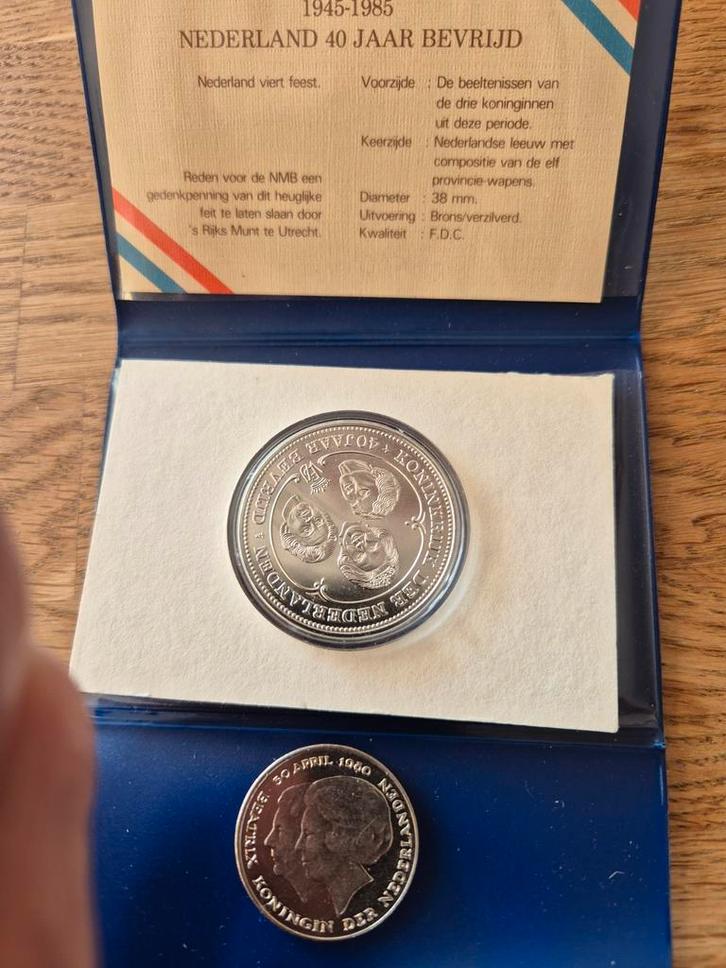 1945-1985
NEDERLAND 40 JAAR BEVRIJD
Nederland viert feest.
Reden voor de NMB een
gedenkpenning van dit heuglijke
feit te laten slaan door
's Rijks Munt te Utrecht.
Voorzijde : De beeltenissen van
de drie koninginnen
uit deze periode.
Keerzijde : Nederlandse leeuw met
compositie van de elf
provincie-wapens.
Diameter : 38 mm.
Uitvoering : Brons/verzilverd.
Kwaliteit : F.D.C.
KONINKRIJK DER NEDERLANDEN
40 JAAR BEVRIJD
BEATRIX 30 APRIL 1980
KONINGIN DER NEDERLANDEN